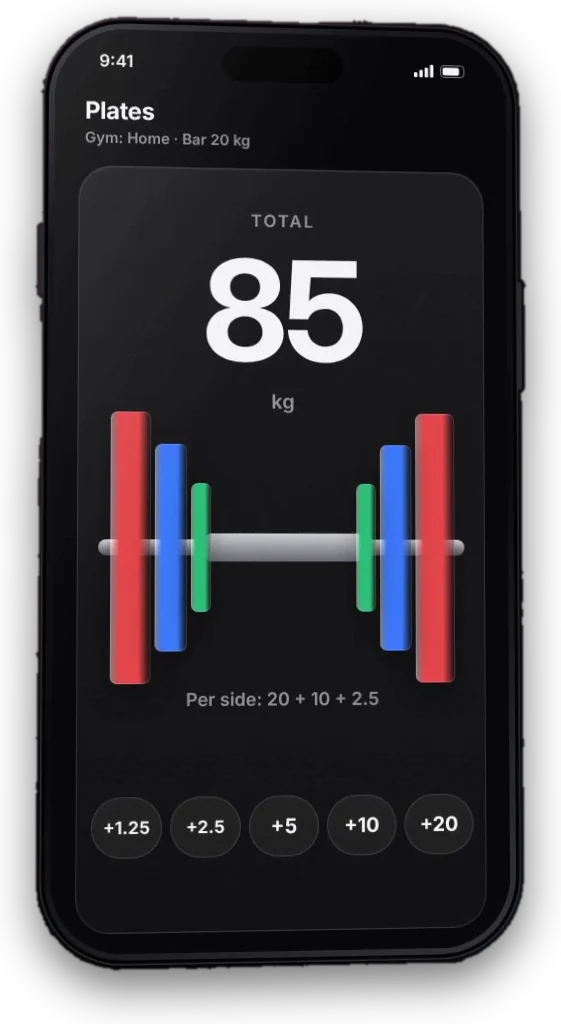 9:41
Plates
Gym: Home · Bar 20 kg
TOTAL
85
kg
Per side: 20 + 10 + 2.5
+1.25 +2.5 +5 +10 +20